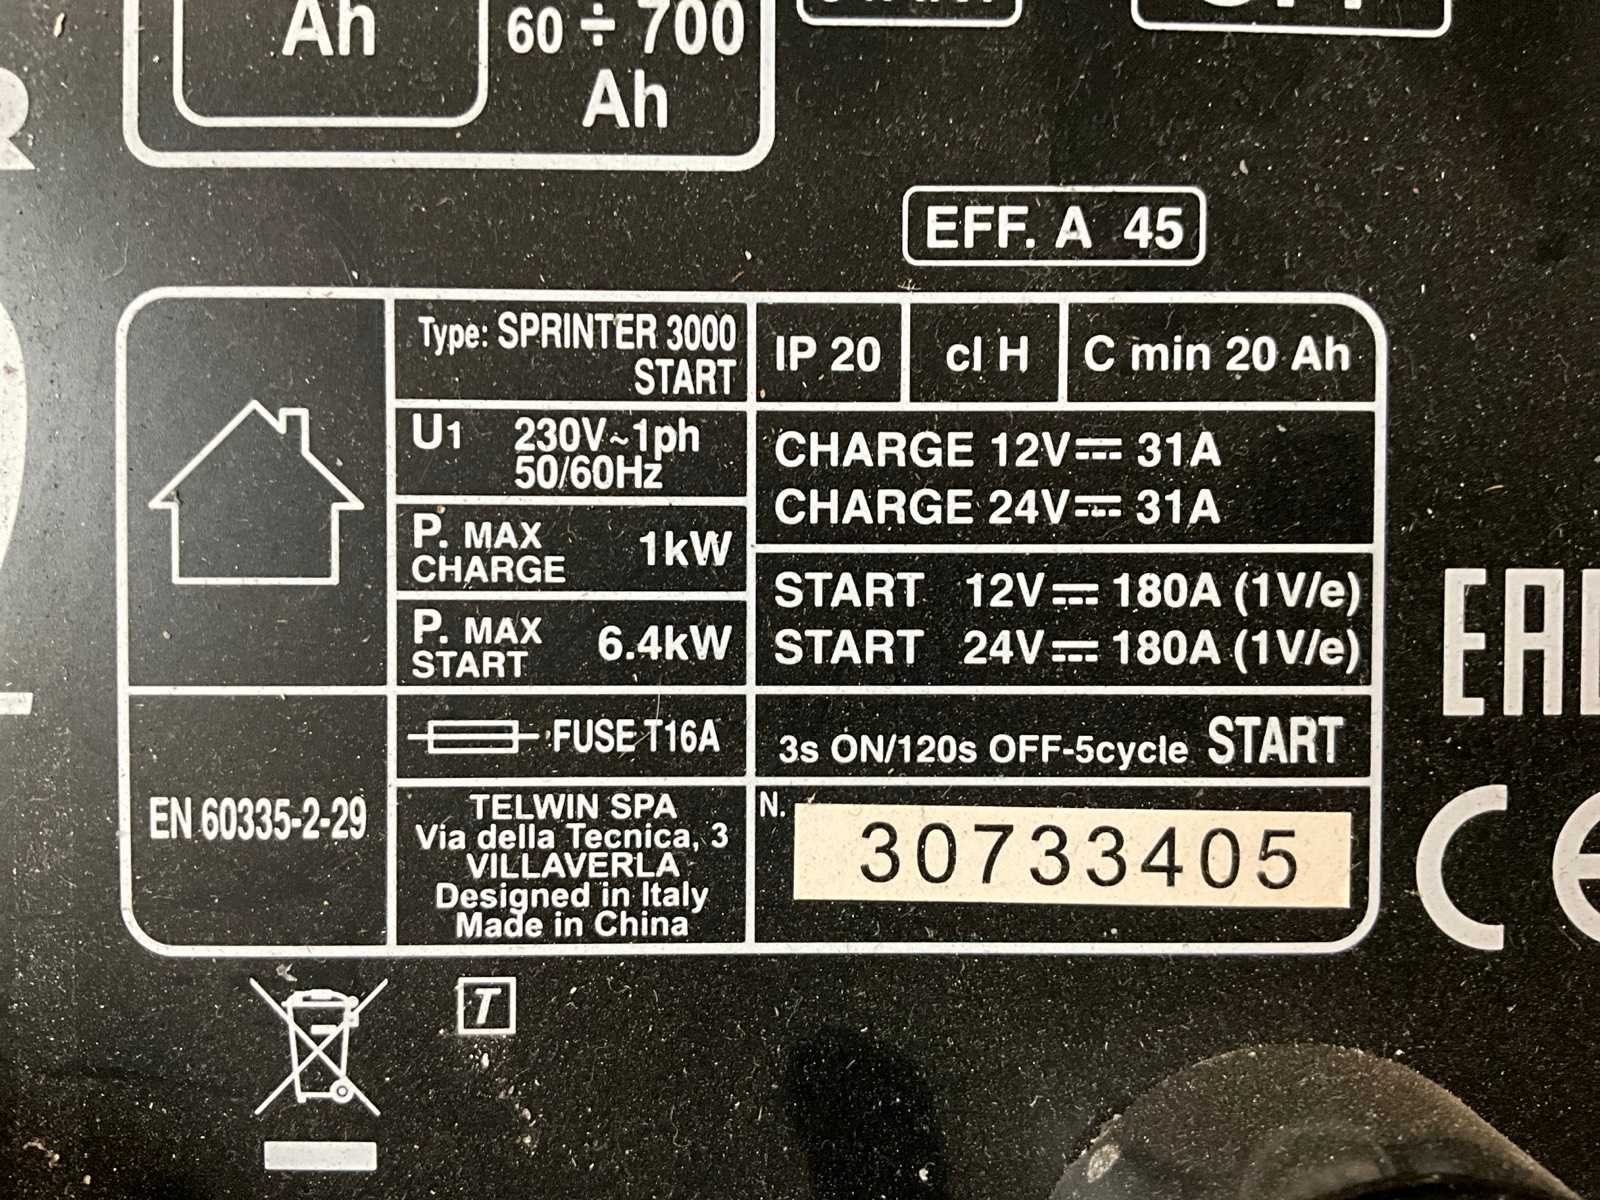 Ah
60 ÷ 700
Ah
EFF. A 45
Type: SPRINTER 3000
START
IP 20
cl H
C min 20 Ah
U1 230V~1ph
50/60Hz
CHARGE 12V⎓ 31A
CHARGE 24V⎓ 31A
P. MAX
CHARGE
1kW
START 12V⎓ 180A (1V/e)
START 24V⎓ 180A (1V/e)
P. MAX
START
6.4kW
FUSE T16A
3s ON/120s OFF-5cycle START
EN 60335-2-29
TELWIN SPA
Via della Tecnica, 3
VILLAVERLA
Designed in Italy
Made in China
N. 30733405
CE
T